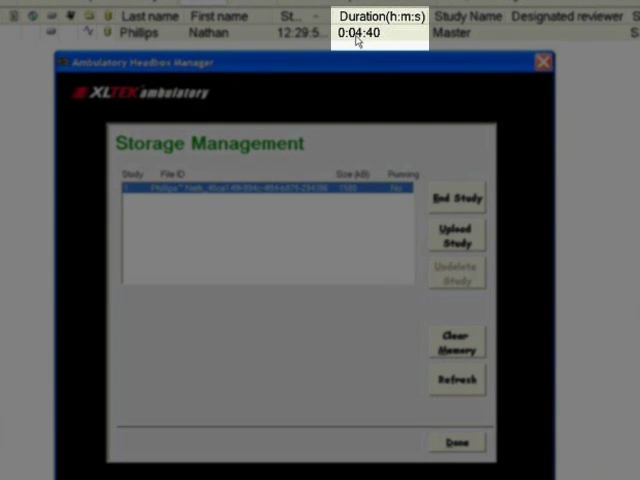 Last name First name St... Duration(h:m:s) Study Name Designated reviewer S
Phillips Nathan 12:29:5... 0:04:40 Master S
Ambulatory Headbox Manager
XLTEK ambulatory
Storage Management
Study File ID Size (kB) Running
1 No
End Study
Upload
Study
Undelete
Study
Clear
Memory
Refresh
Done